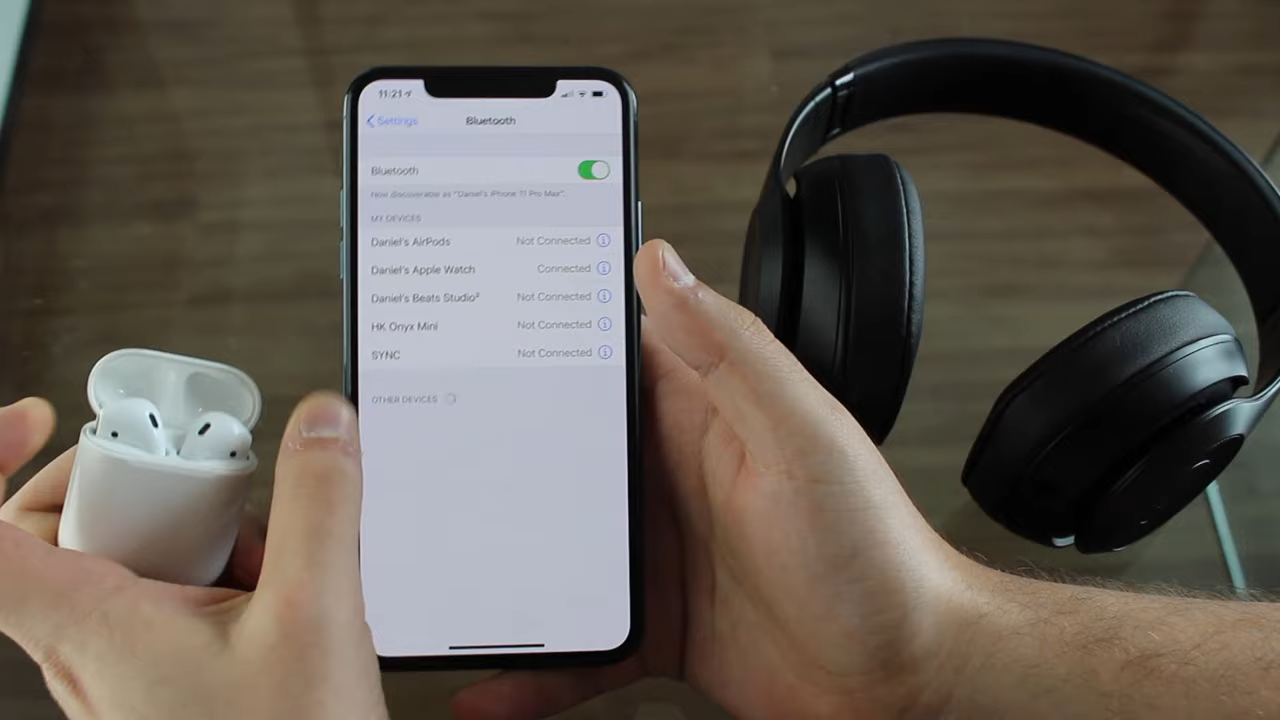 11:21
Settings
Bluetooth
Bluetooth
Now discoverable as "Daniel's iPhone 11 Pro Max".
MY DEVICES
Daniel's AirPods Not Connected
Daniel's Apple Watch Connected
Daniel's Beats Studio² Not Connected
HK Onyx Mini Not Connected
SYNC Not Connected
OTHER DEVICES